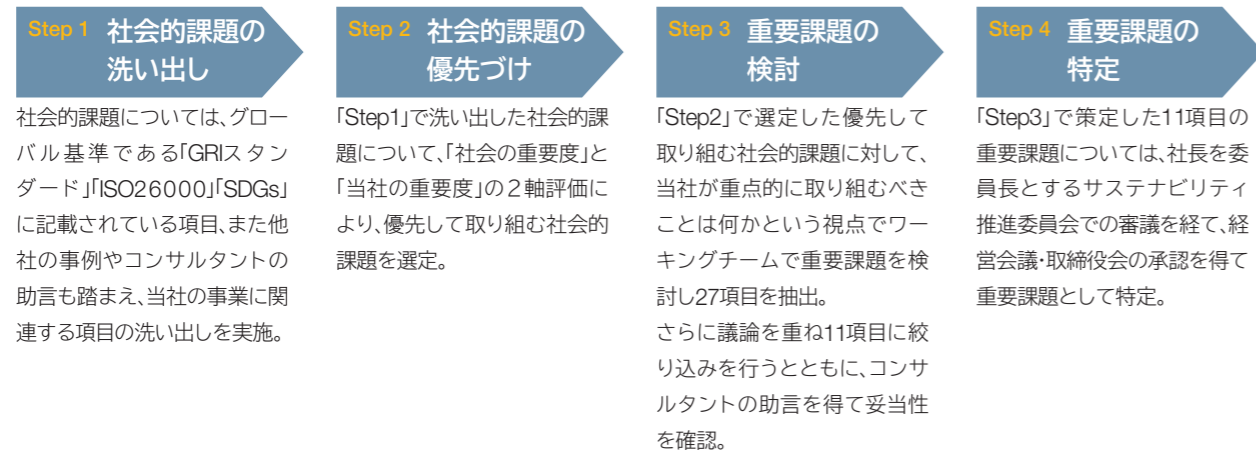 Step 1 社会的課題の
洗い出し
社会的課題については、グロー
バル基準である「GRIスタン
ダード」「ISO26000」「SDGs」
に記載されている項目、また他
社の事例やコンサルタントの
助言も踏まえ、当社の事業に関
連する項目の洗い出しを実施。
Step 2 社会的課題の
優先づけ
「Step1」で洗い出した社会的課
題について、「社会の重要度」と
「当社の重要度」の2軸評価に
より、優先して取り組む社会的
課題を選定。
Step 3 重要課題の
検討
「Step2」で選定した優先して
取り組む社会的課題に対して、
当社が重点的に取り組むべき
ことは何かという視点でワー
キングチームで重要課題を検
討し27項目を抽出。
さらに議論を重ね11項目に絞
り込みを行うとともに、コンサ
ルタントの助言を得て妥当性
を確認。
Step 4 重要課題の
特定
「Step3」で策定した11項目の
重要課題については、社長を委
員長とするサステナビリティ
推進委員会での審議を経て、経
営会議・取締役会の承認を得て
重要課題として特定。